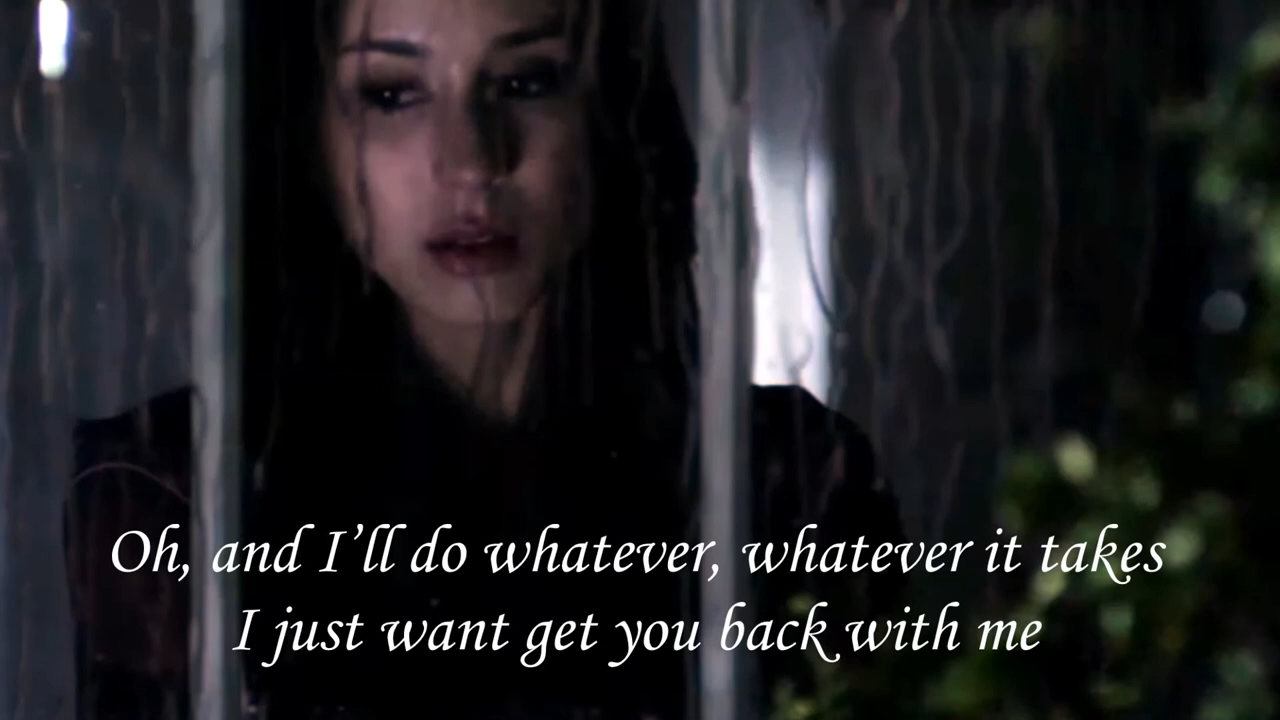 Oh, and I’ll do whatever, whatever it takes
I just want get you back with me